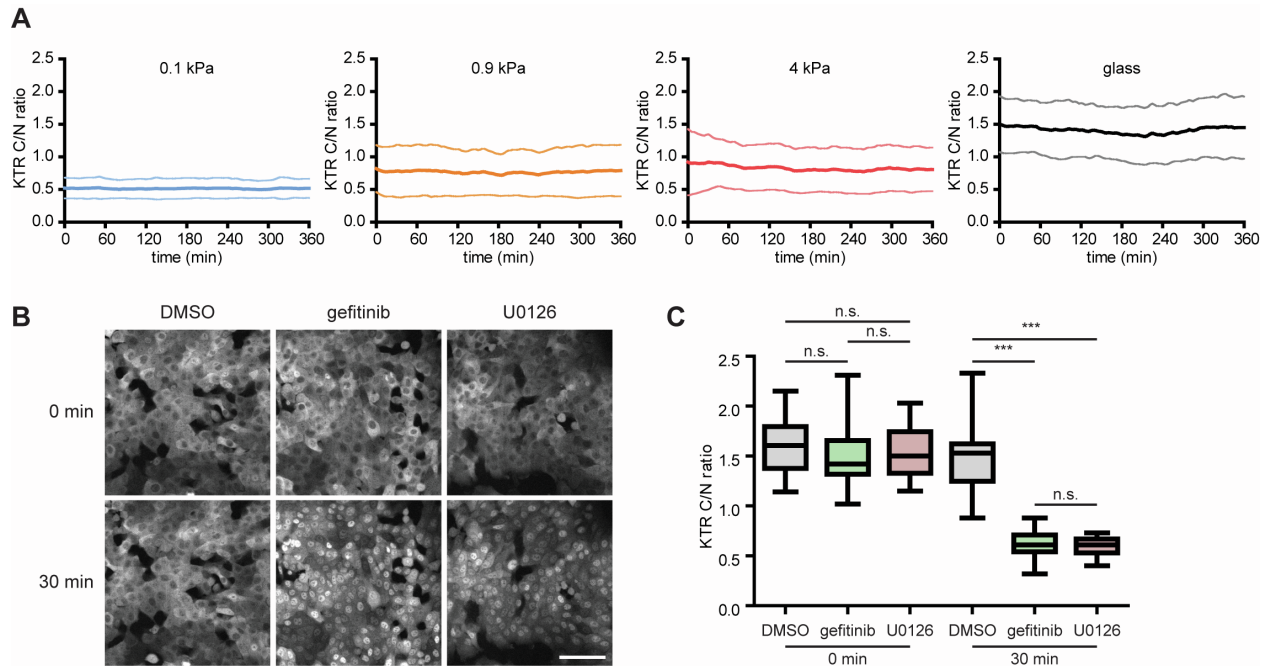 A
0.1 kPa
0.9 kPa
4 kPa
glass
KTR C/N ratio
2.5
2.0
1.5
1.0
0.5
0.0
0 60 120 180 240 300 360
time (min)
KTR C/N ratio
2.5
2.0
1.5
1.0
0.5
0.0
0 60 120 180 240 300 360
time (min)
KTR C/N ratio
2.5
2.0
1.5
1.0
0.5
0.0
0 60 120 180 240 300 360
time (min)
KTR C/N ratio
2.5
2.0
1.5
1.0
0.5
0.0
0 60 120 180 240 300 360
time (min)
B
DMSO gefitinib U0126
0 min
30 min
C
n.s.
n.s.
n.s.
***
***
n.s.
KTR C/N ratio
2.5
2.0
1.5
1.0
0.5
0.0
DMSO gefitinib U0126 DMSO gefitinib U0126
0 min 30 min